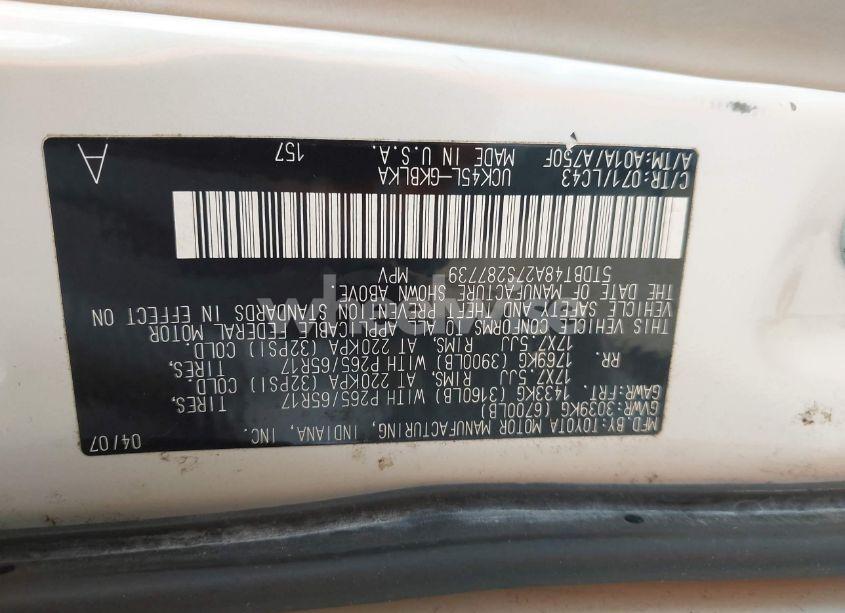 MFD. BY: TOYOTA MOTOR MANUFACTURING, INDIANA, INC. 04/07
GVWR: 3039KG (6700LB)
GAWR: FRT. 1433KG (3160LB) WITH P265/65R17 TIRES,
17X7.5JJ RIMS, AT 220KPA (32PSI) COLD.
RR. 1769KG (3900LB) WITH P265/65R17 TIRES,
17X7.5JJ RIMS, AT 220KPA (32PSI) COLD.
THIS VEHICLE CONFORMS TO ALL APPLICABLE FEDERAL MOTOR
VEHICLE SAFETY AND THEFT PREVENTION STANDARDS IN EFFECT ON
THE DATE OF MANUFACTURE SHOWN ABOVE.
5TDBT48A27S287739 MPV
C/TR: 071/LC43 UCK45L-GKBLKA 157 A
A/TM: A01A/A750F MADE IN U.S.A.